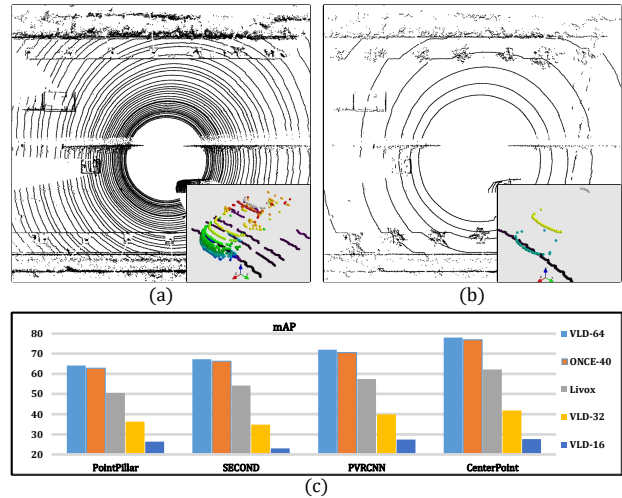 (a)
(b)
mAP
80
70
60
50
40
30
20
PointPillar
SECOND
PVRCNN
CenterPoint
VLD-64
ONCE-40
Livox
VLD-32
VLD-16
(c)